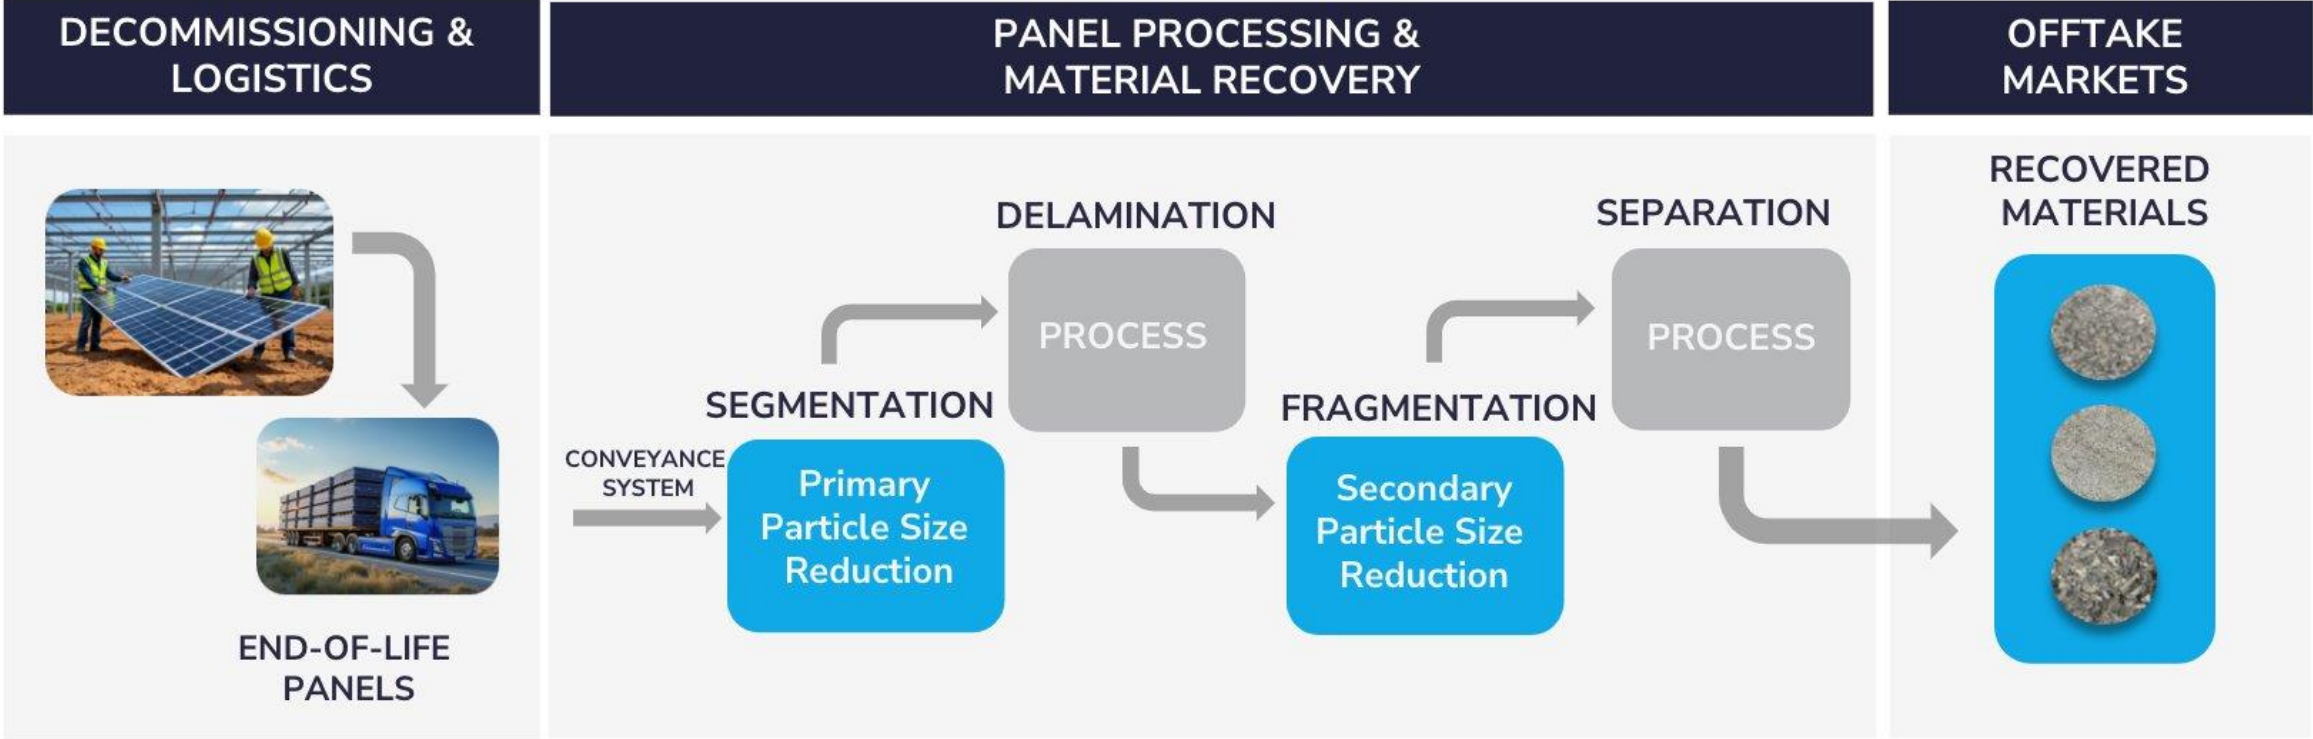 DECOMMISSIONING &
LOGISTICS
PANEL PROCESSING &
MATERIAL RECOVERY
OFFTAKE
MARKETS
END-OF-LIFE
PANELS
CONVEYANCE
SYSTEM
SEGMENTATION
Primary
Particle Size
Reduction
DELAMINATION
PROCESS
FRAGMENTATION
Secondary
Particle Size
Reduction
SEPARATION
PROCESS
RECOVERED
MATERIALS